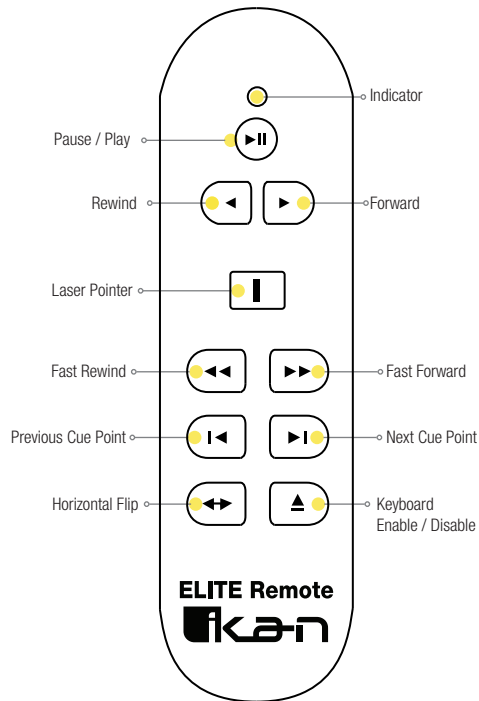 Indicator
Pause / Play
Rewind
Forward
Laser Pointer
Fast Rewind
Fast Forward
Previous Cue Point
Next Cue Point
Horizontal Flip
Keyboard
Enable / Disable
ELITE Remote
ikan